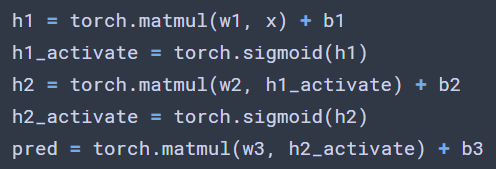 h1 = torch.matmul(w1, x) + b1
h1_activate = torch.sigmoid(h1)
h2 = torch.matmul(w2, h1_activate) + b2
h2_activate = torch.sigmoid(h2)
pred = torch.matmul(w3, h2_activate) + b3